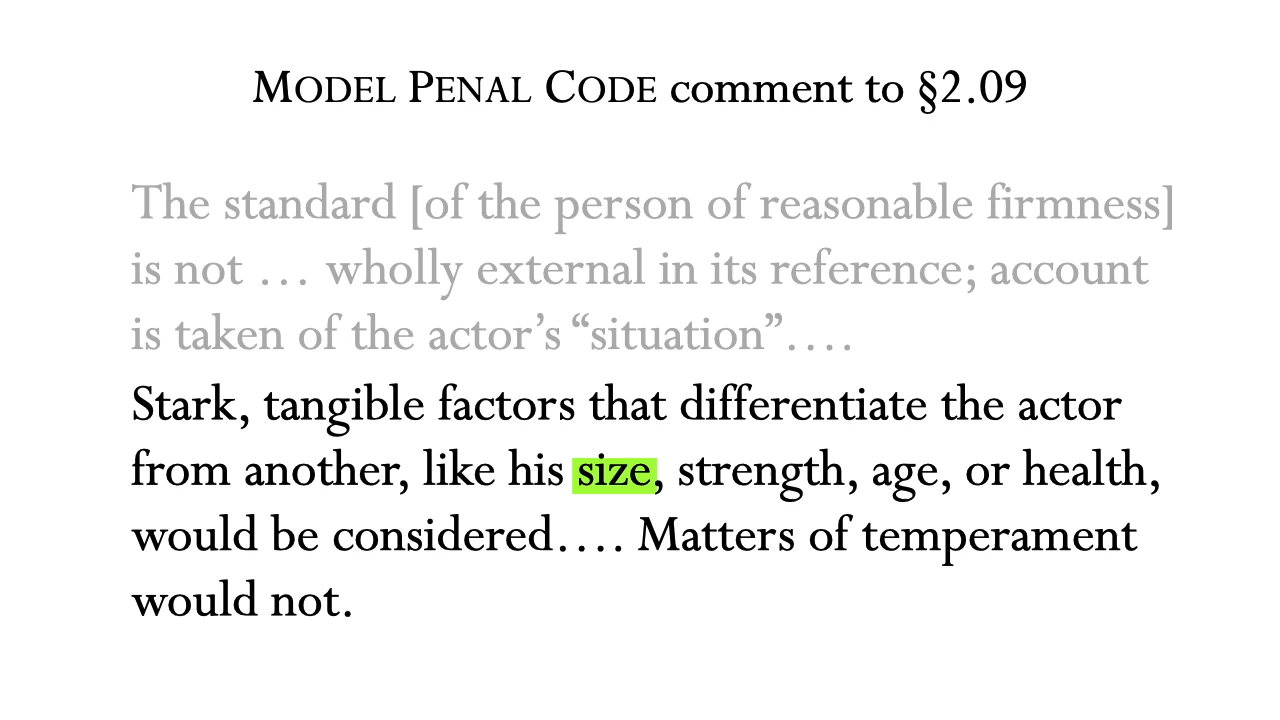 MODEL PENAL CODE comment to §2.09
The standard [of the person of reasonable firmness]
is not … wholly external in its reference; account
is taken of the actor’s “situation”….
Stark, tangible factors that differentiate the actor
from another, like his size, strength, age, or health,
would be considered…. Matters of temperament
would not.